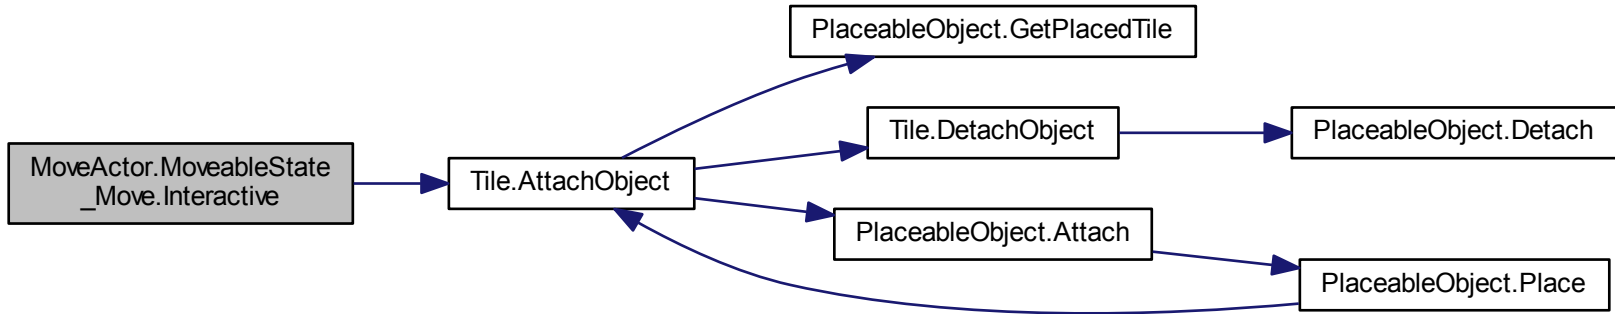 PlaceableObject.GetPlacedTile
Tile.DetachObject
PlaceableObject.Detach
MoveActor.MoveableState
_Move.Interactive
Tile.AttachObject
PlaceableObject.Attach
PlaceableObject.Place